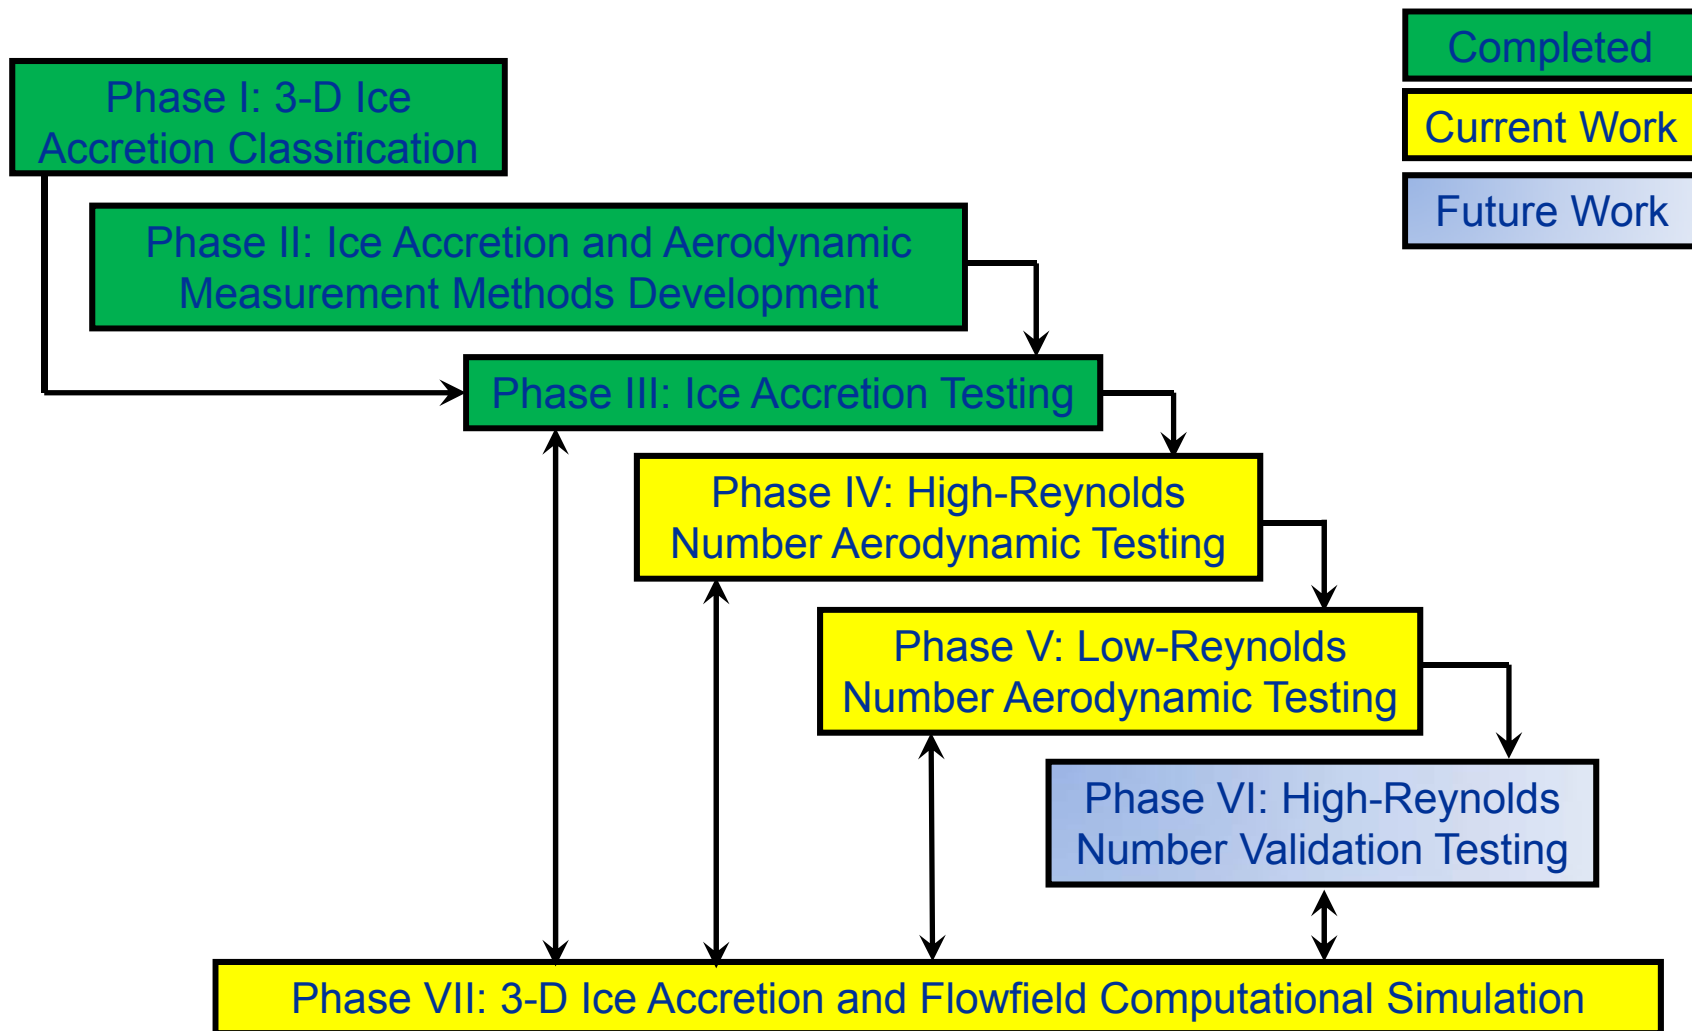 Completed
Current Work
Future Work
Phase I: 3-D Ice
Accretion Classification
Phase II: Ice Accretion and Aerodynamic
Measurement Methods Development
Phase III: Ice Accretion Testing
Phase IV: High-Reynolds
Number Aerodynamic Testing
Phase V: Low-Reynolds
Number Aerodynamic Testing
Phase VI: High-Reynolds
Number Validation Testing
Phase VII: 3-D Ice Accretion and Flowfield Computational Simulation